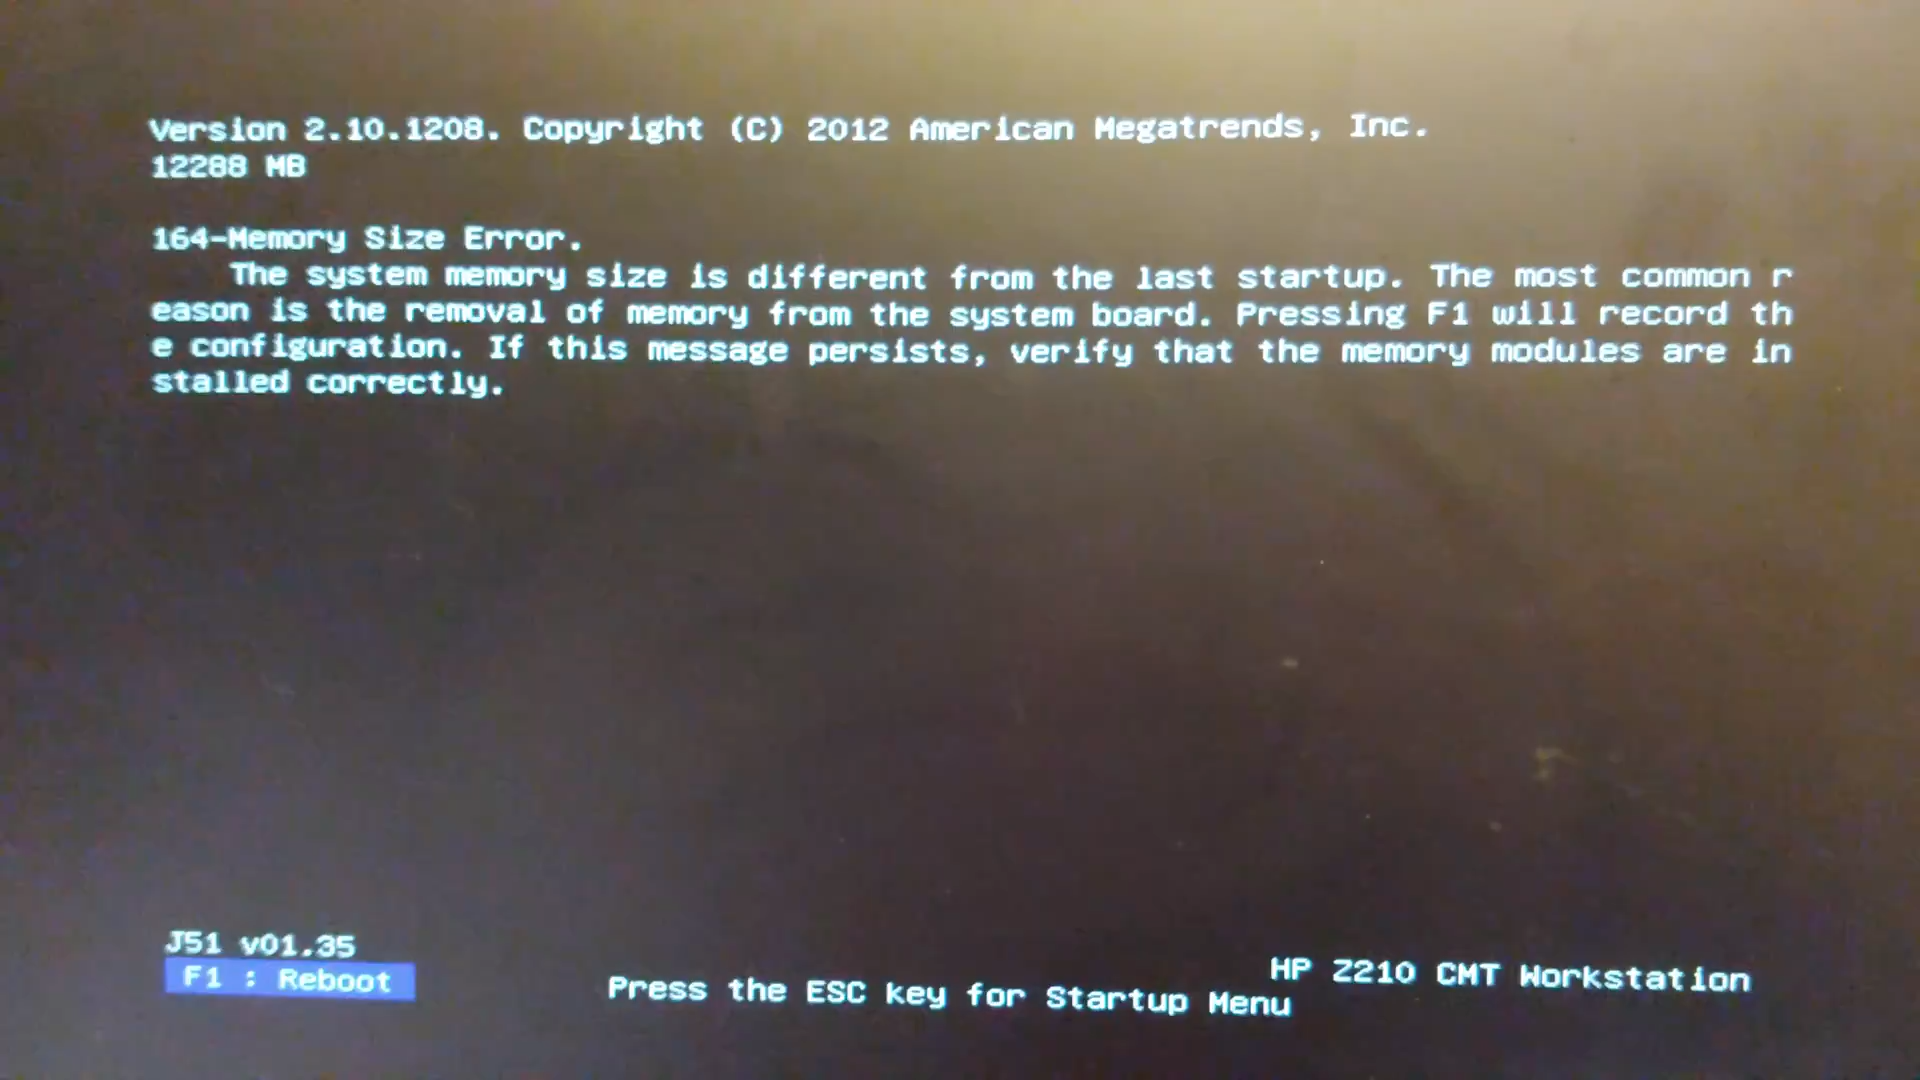 Version 2.10.1208. Copyright (C) 2012 American Megatrends, Inc.
12288 MB
164-Memory Size Error.
The system memory size is different from the last startup. The most common r
eason is the removal of memory from the system board. Pressing F1 will record th
e configuration. If this message persists, verify that the memory modules are in
stalled correctly.
J51 v01.35
F1 : Reboot
Press the ESC key for Startup Menu
HP Z210 CMT Workstation